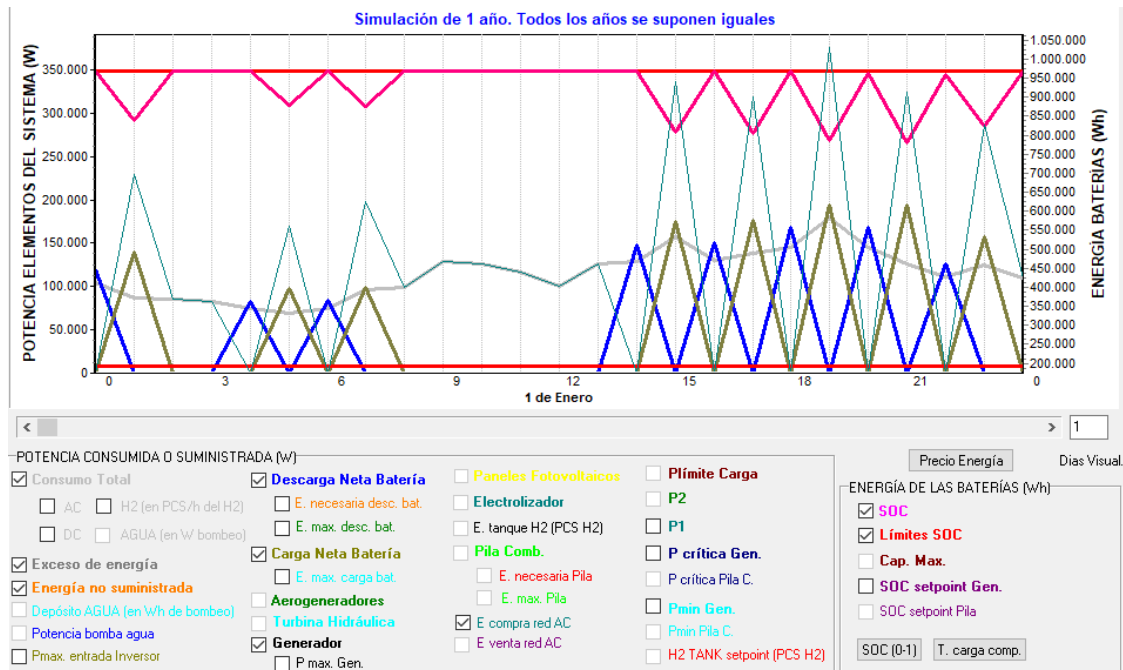 Simulación de 1 año. Todos los años se suponen iguales
POTENCIA ELEMENTOS DEL SISTEMA (W)
350.000
300.000
250.000
200.000
150.000
100.000
50.000
0
1.050.000
1.000.000
950.000
900.000
850.000
800.000
750.000
700.000
650.000
600.000
550.000
500.000
450.000
400.000
350.000
300.000
250.000
200.000
ENERGÍA BATERÍAS (Wh)
0 3 6 9 12 15 18 21 0
1 de Enero
< > 1
POTENCIA CONSUMIDA O SUMINISTRADA (W)
Consumo Total
AC H2 (en PCS/h del H2)
DC AGUA (en W bombeo)
Exceso de energía
Energía no suministrada
Depósito AGUA (en Wh de bombeo)
Potencia bomba agua
Pmax. entrada Inversor
Descarga Neta Batería
E. necesaria desc. bat.
E. max. desc. bat.
Carga Neta Batería
E. max. carga bat.
Aerogeneradores
Turbina Hidráulica
Generador
P max. Gen.
Paneles Fotovoltaicos
Electrolizador
E. tanque H2 (PCS H2)
Pila Comb.
E. necesaria Pila
E. max. Pila
E compra red AC
E venta red AC
Plímite Carga
P2
P1
P crítica Gen.
P crítica Pila C.
Pmin Gen.
Pmin Pila C.
H2 TANK setpoint (PCS H2)
Precio Energía
Dias Visual.
ENERGÍA DE LAS BATERÍAS (Wh)
SOC
Límites SOC
Cap. Max.
SOC setpoint Gen.
SOC setpoint Pila
SOC (0-1) T. carga comp.